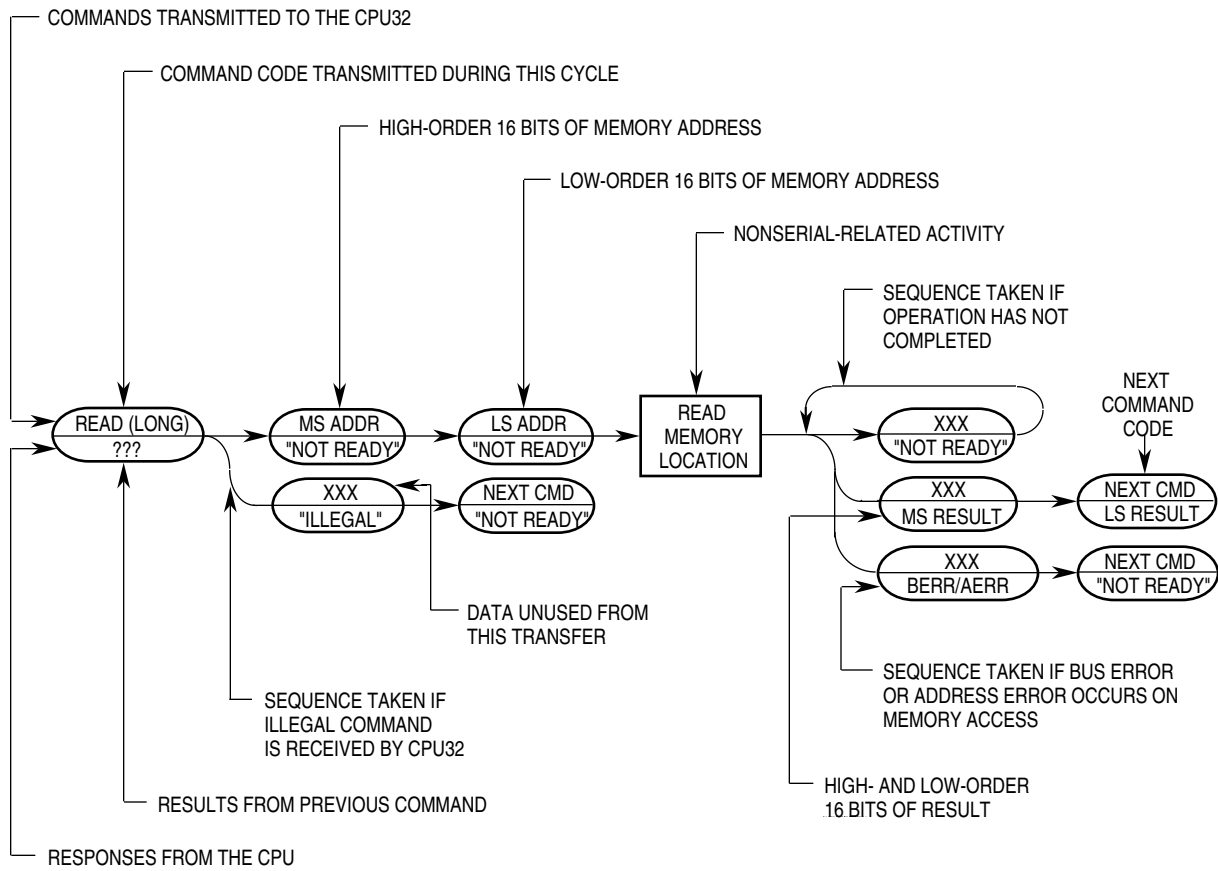 COMMANDS TRANSMITTED TO THE CPU32
COMMAND CODE TRANSMITTED DURING THIS CYCLE
HIGH-ORDER 16 BITS OF MEMORY ADDRESS
LOW-ORDER 16 BITS OF MEMORY ADDRESS
NONSERIAL-RELATED ACTIVITY
SEQUENCE TAKEN IF
OPERATION HAS NOT
COMPLETED
NEXT
COMMAND
CODE
READ (LONG)
???
MS ADDR
"NOT READY"
LS ADDR
"NOT READY"
READ
MEMORY
LOCATION
XXX
"NOT READY"
XXX
"ILLEGAL"
NEXT CMD
"NOT READY"
XXX
MS RESULT
NEXT CMD
LS RESULT
XXX
BERR/AERR
NEXT CMD
"NOT READY"
DATA UNUSED FROM
THIS TRANSFER
SEQUENCE TAKEN IF
ILLEGAL COMMAND
IS RECEIVED BY CPU32
SEQUENCE TAKEN IF BUS ERROR
OR ADDRESS ERROR OCCURS ON
MEMORY ACCESS
RESULTS FROM PREVIOUS COMMAND
HIGH- AND LOW-ORDER
16 BITS OF RESULT
RESPONSES FROM THE CPU